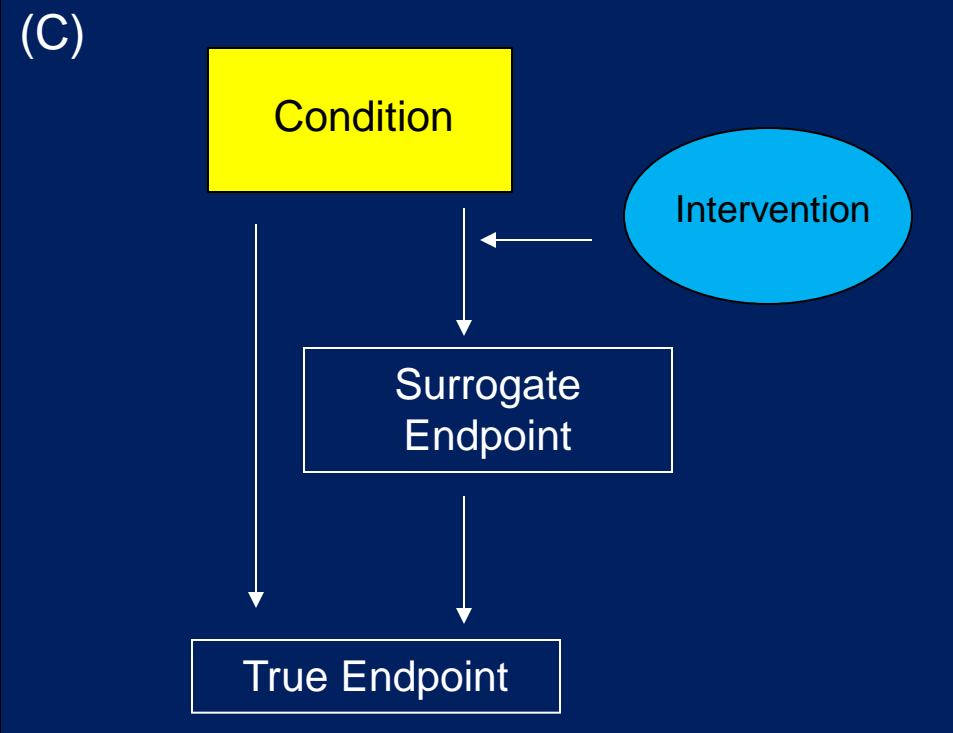 (C)
Condition
Intervention
Surrogate
Endpoint
True Endpoint